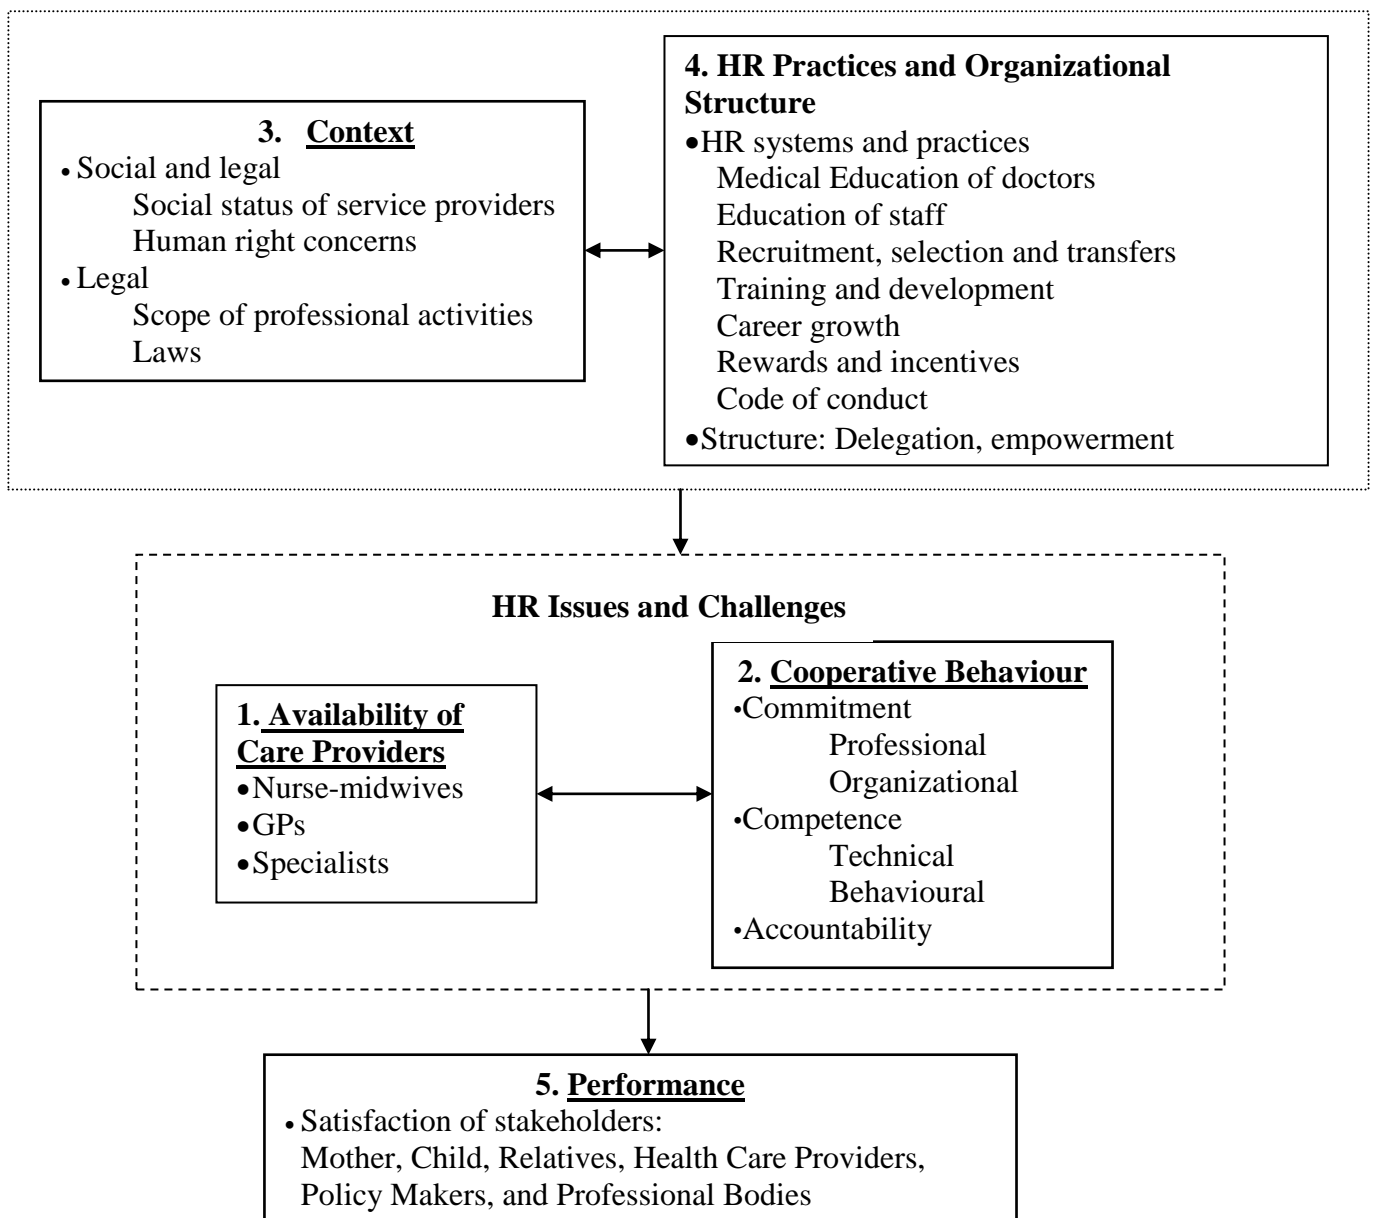 3. Context
• Social and legal
Social status of service providers
Human right concerns
• Legal
Scope of professional activities
Laws
4. HR Practices and Organizational
Structure
•HR systems and practices
Medical Education of doctors
Education of staff
Recruitment, selection and transfers
Training and development
Career growth
Rewards and incentives
Code of conduct
•Structure: Delegation, empowerment
HR Issues and Challenges
1. Availability of
Care Providers
•Nurse-midwives
•GPs
•Specialists
2. Cooperative Behaviour
•Commitment
Professional
Organizational
•Competence
Technical
Behavioural
•Accountability
5. Performance
• Satisfaction of stakeholders:
Mother, Child, Relatives, Health Care Providers,
Policy Makers, and Professional Bodies